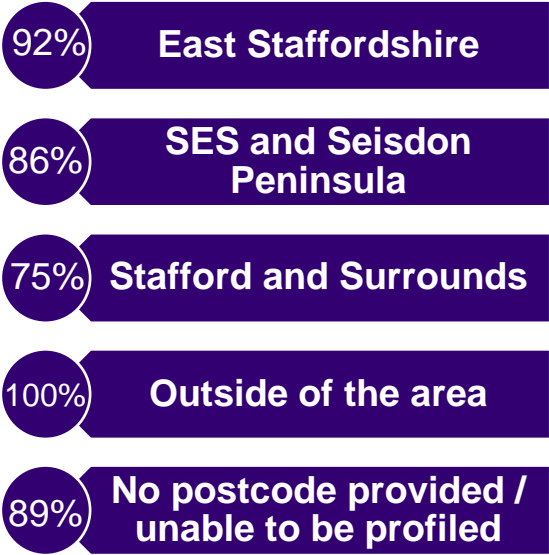 92% East Staffordshire
86% SES and Seisdon
Peninsula
75% Stafford and Surrounds
100% Outside of the area
89% No postcode provided /
unable to be profiled